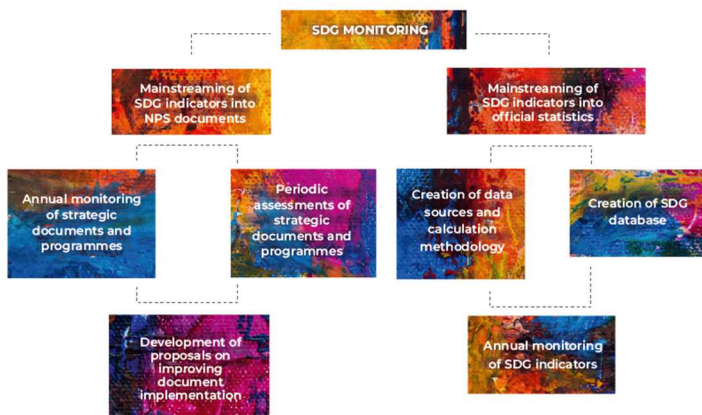 SDG MONITORING
Mainstreaming of
SDG indicators into
NPS documents
Mainstreaming of
SDG indicators into
official statistics
Annual monitoring
of strategic
documents and
programmes
Periodic
assessments of
strategic
documents and
programmes
Creation of data
sources and
calculation
methodology
Creation of SDG
database
Development of
proposals on
improving
document
implementation
Annual monitoring
of SDG indicators